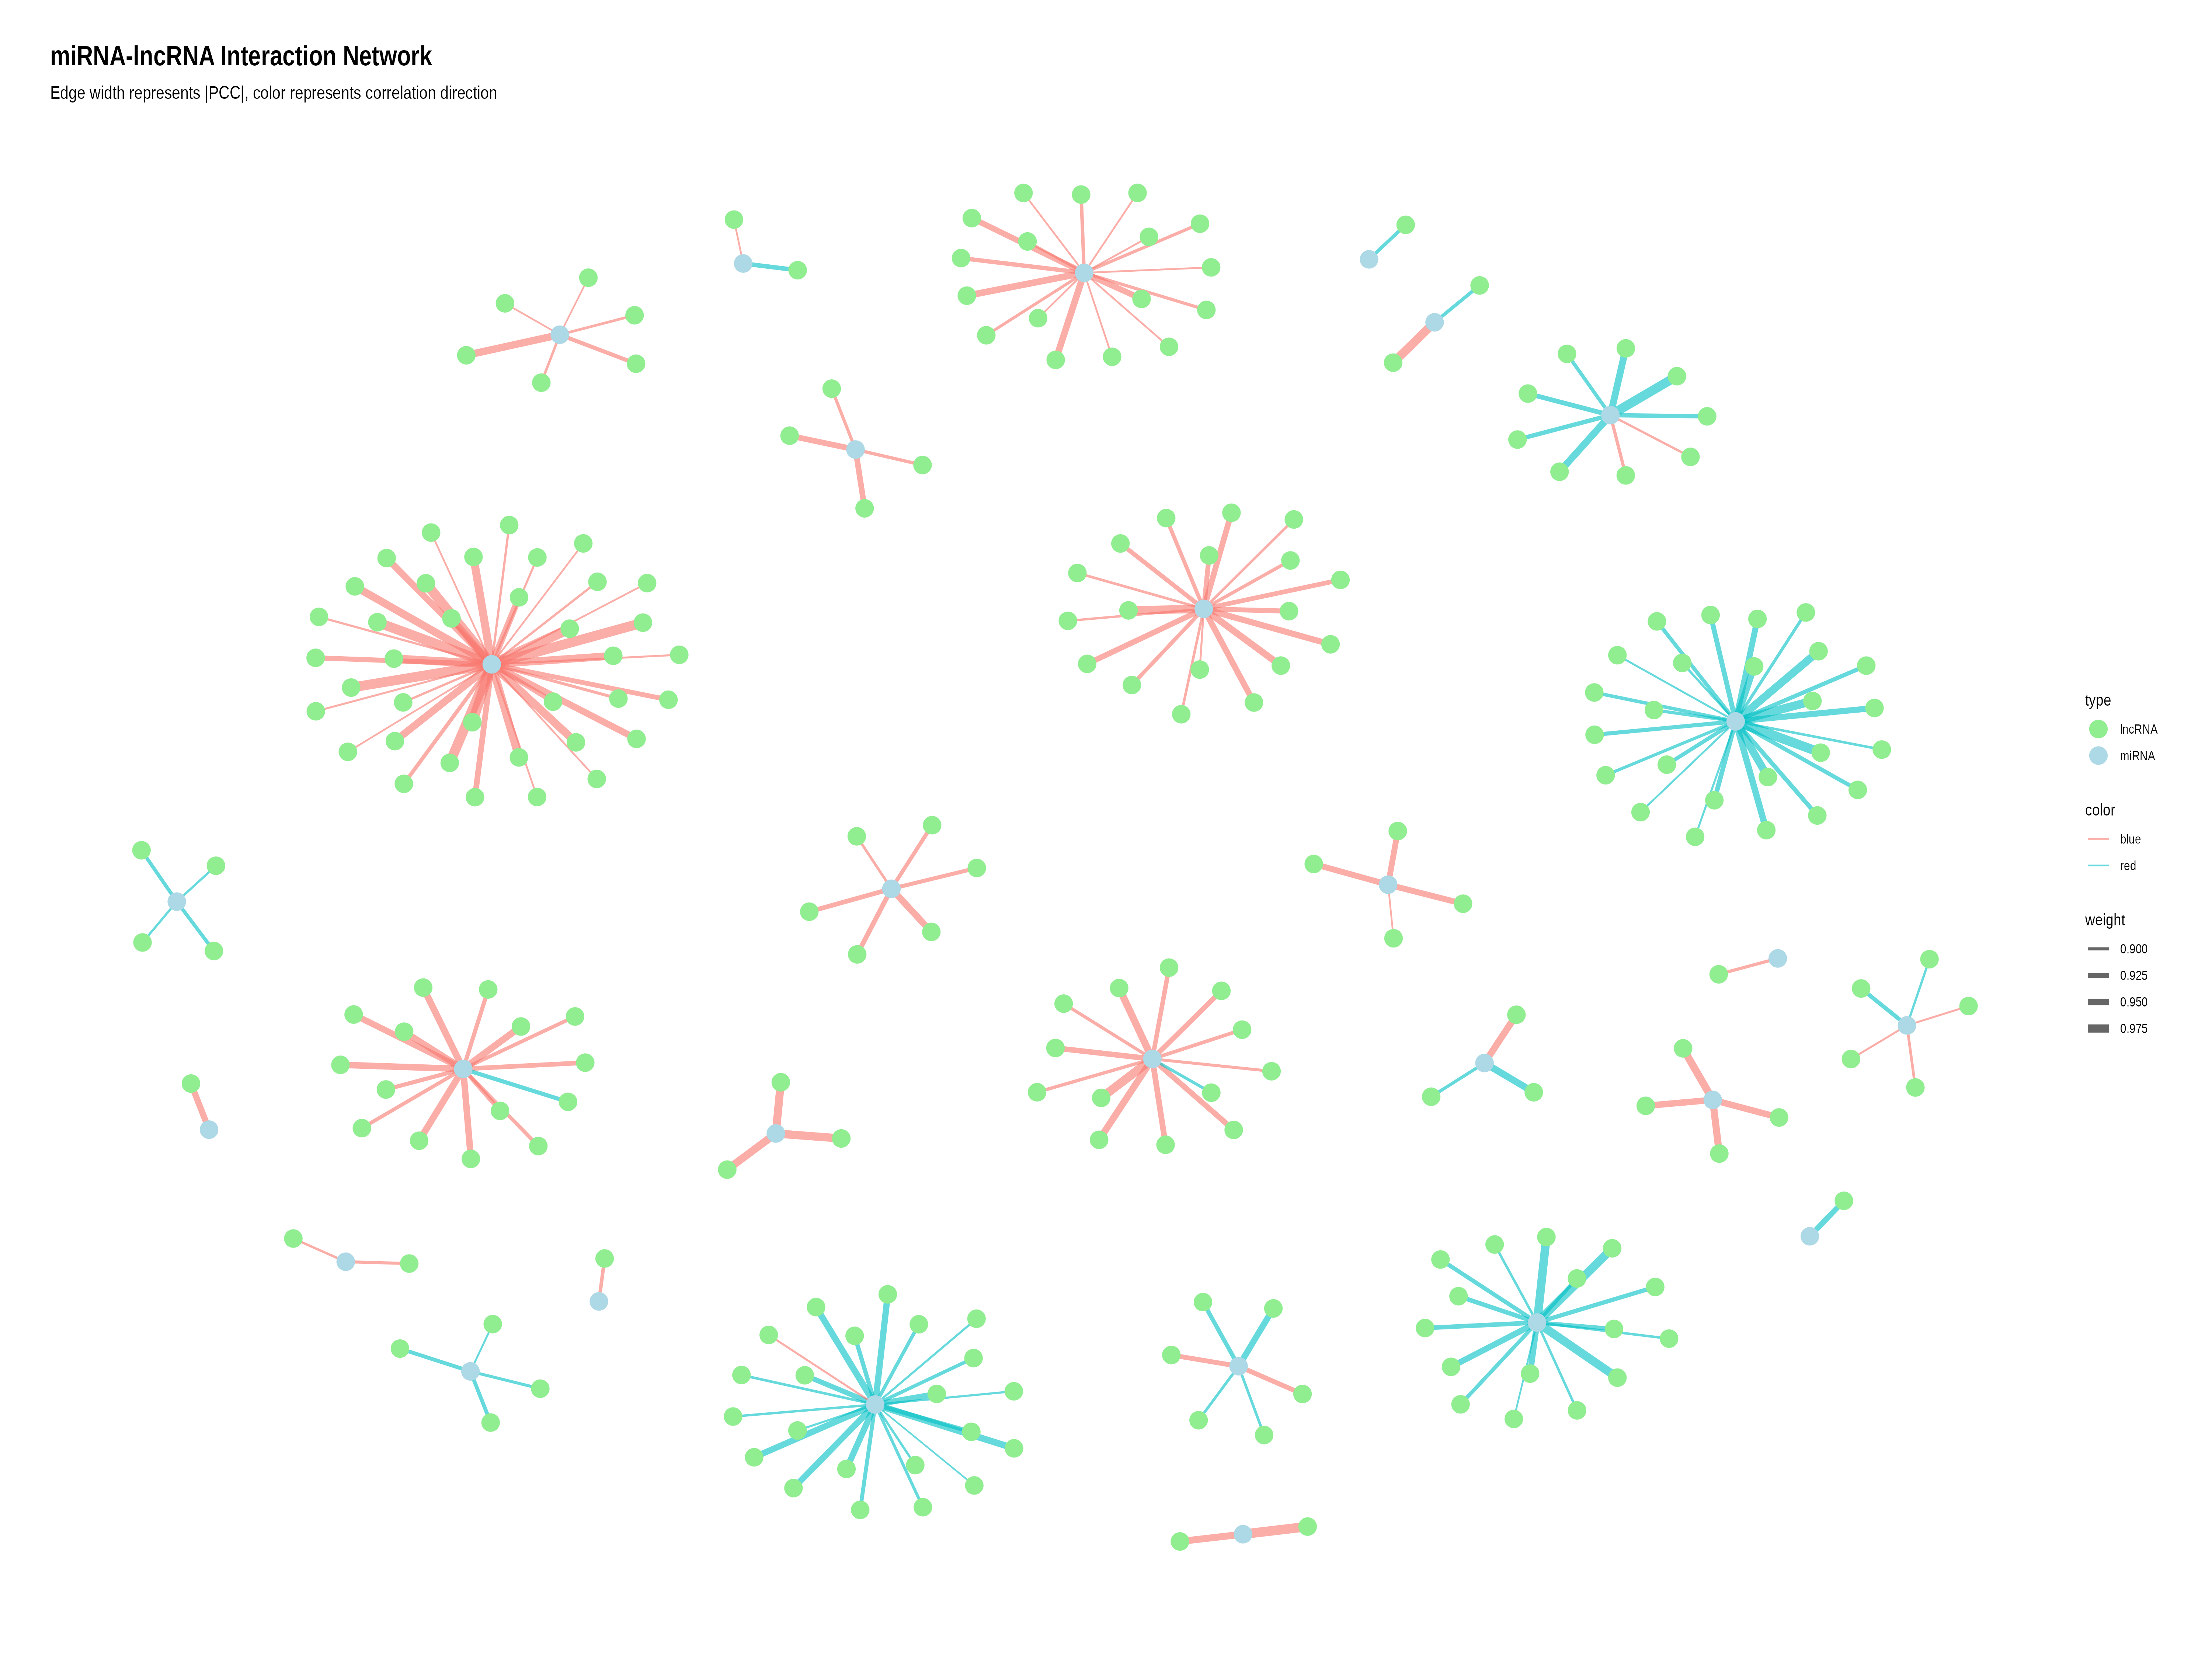 miRNA-lncRNA Interaction Network
Edge width represents |PCC|, color represents correlation direction
type
lncRNA
miRNA
color
blue
red
weight
0.900
0.925
0.950
0.975